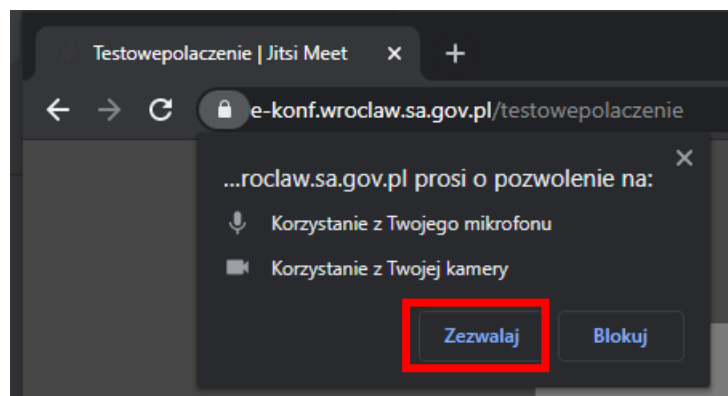 Testowepolaczenie | Jitsi Meet
e-konf.wroclaw.sa.gov.pl/testowepolaczenie
...roclaw.sa.gov.pl prosi o pozwolenie na:
Korzystanie z Twojego mikrofonu
Korzystanie z Twojej kamery
Zezwalaj Blokuj